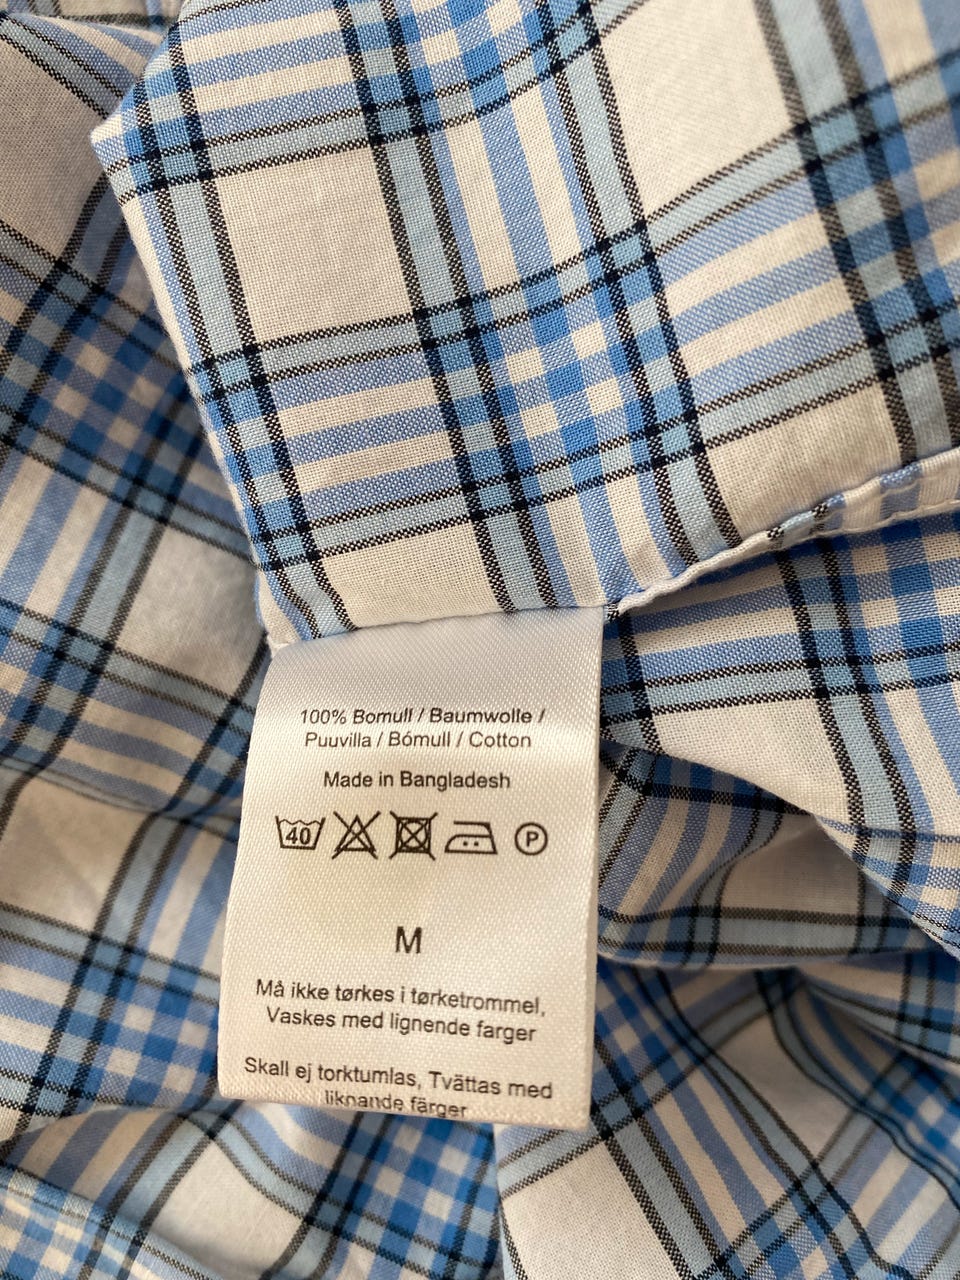 100% Bomull / Baumwolle /
Puuvilla / Bómull / Cotton
Made in Bangladesh
40
P
M
Må ikke tørkes i tørketrommel,
Vaskes med lignende farger
Skall ej torktumlas, Tvättas med
liknande färger